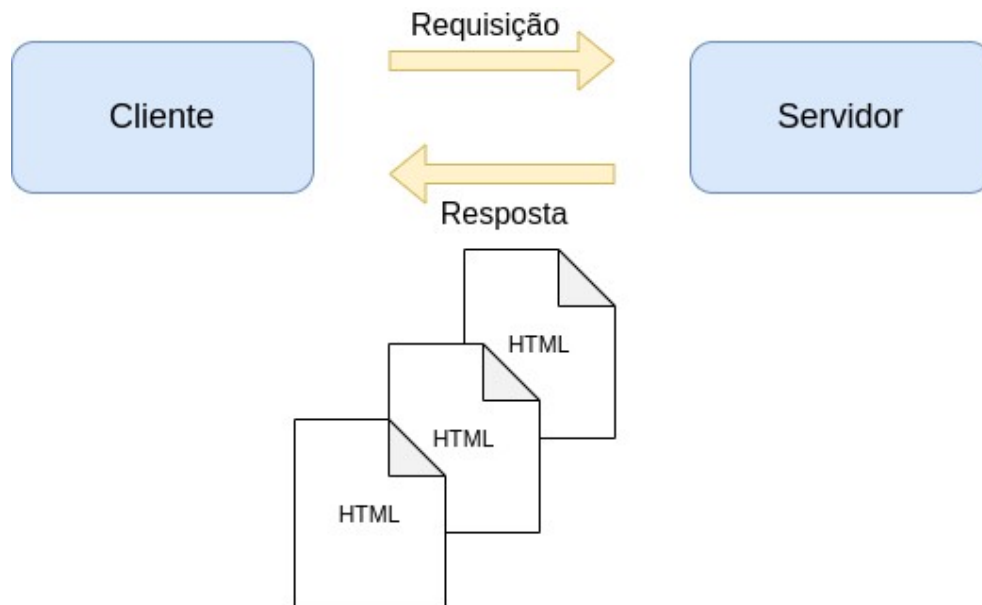 Requisição
Cliente
Servidor
Resposta
HTML
HTML
HTML